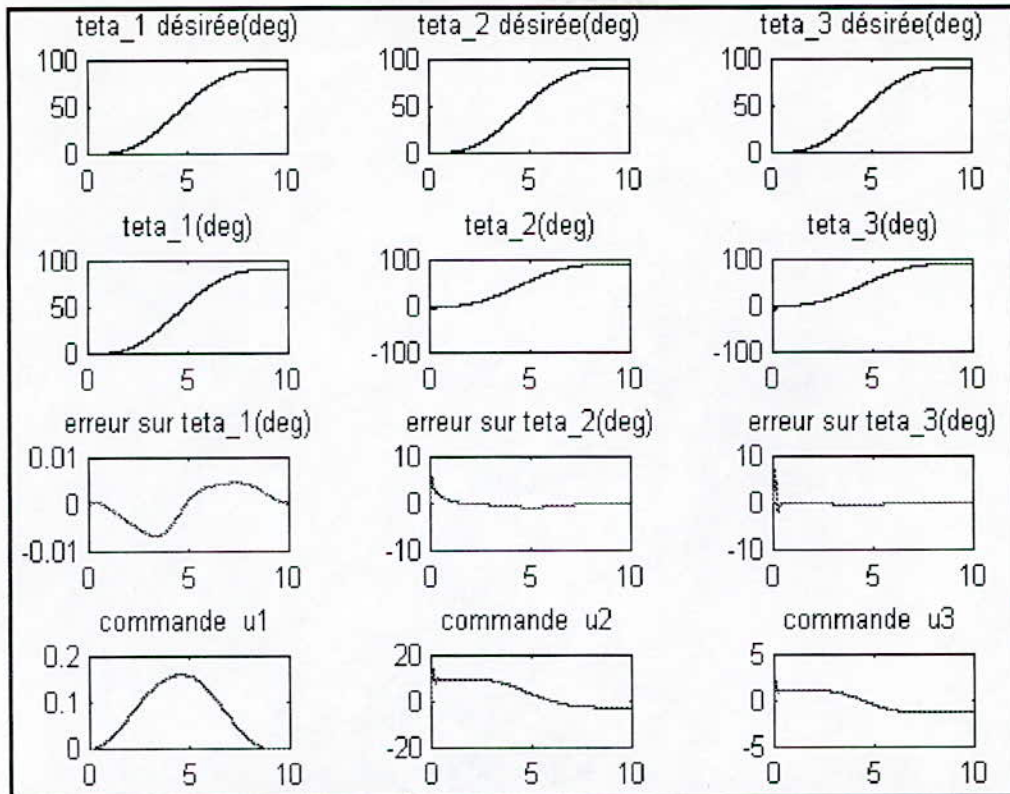 teta_1 désirée(deg) teta_2 désirée(deg) teta_3 désirée(deg)
100 100 100
50 50 50
0 0 0
0 5 10 0 5 10 0 5 10
teta_1(deg) teta_2(deg) teta_3(deg)
100 100 100
50 0 0
0 -100 -100
0 5 10 0 5 10 0 5 10
erreur sur teta_1(deg) erreur sur teta_2(deg) erreur sur teta_3(deg)
0.01 10 10
0 0 0
-0.01 -10 -10
0 5 10 0 5 10 0 5 10
commande u1 commande u2 commande u3
0.2 20 5
0.1 0 0
0 -20 -5
0 5 10 0 5 10 0 5 10